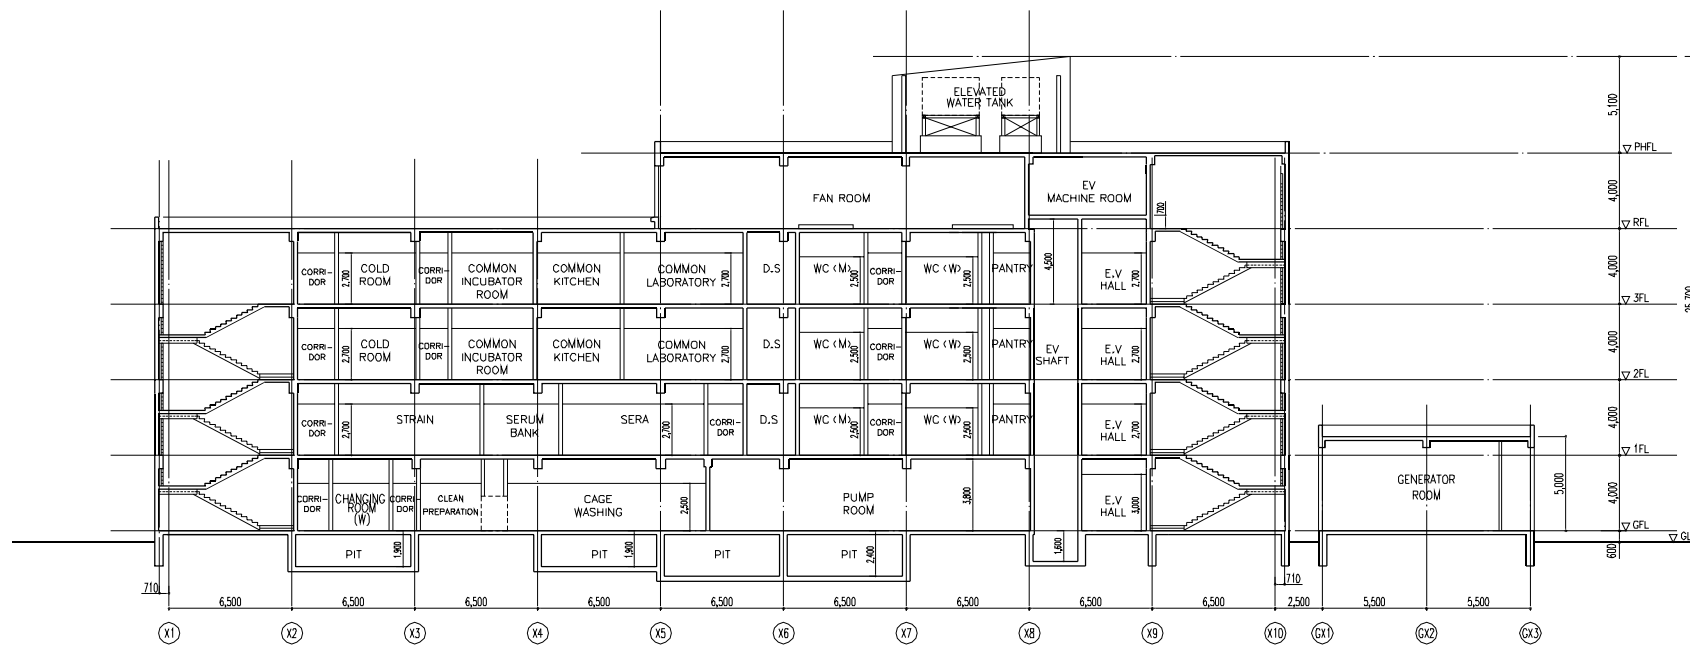 ELEVATED
WATER TANK
5,100
PHFL
FAN ROOM
EV
MACHINE ROOM
700
4,000
RFL
CORRI-
DOR
2,700
COLD
ROOM
CORRI-
DOR
COMMON
INCUBATOR
ROOM
COMMON
KITCHEN
COMMON
LABORATORY
2,700
D.S
WC (M)
2,500
CORRI-
DOR
WC (W)
2,500
PANTRY
4,500
E.V
HALL
2,700
4,000
3FL
25,700
CORRI-
DOR
2,700
COLD
ROOM
CORRI-
DOR
COMMON
INCUBATOR
ROOM
COMMON
KITCHEN
COMMON
LABORATORY
2,700
D.S
WC (M)
2,500
CORRI-
DOR
WC (W)
2,500
PANTRY
EV
SHAFT
E.V
HALL
2,700
4,000
2FL
CORRI-
DOR
2,700
STRAIN
SERUM
BANK
SERA
2,700
CORRI-
DOR
D.S
WC (M)
2,500
CORRI-
DOR
WC (W)
2,500
PANTRY
E.V
HALL
2,700
4,000
1FL
CORRI-
DOR
CHANGING
ROOM
(W)
CORRI-
DOR
CLEAN
PREPARATION
CAGE
WASHING
2,500
PUMP
ROOM
3,800
E.V
HALL
3,000
GENERATOR
ROOM
5,000
4,000
GFL
PIT
1,900
PIT
1,900
PIT
PIT
2,400
1,600
600
GL
710
6,500
6,500
6,500
6,500
6,500
6,500
6,500
6,500
6,500
710
2,500
5,500
5,500
X1
X2
X3
X4
X5
X6
X7
X8
X9
X10
GX1
GX2
GX3